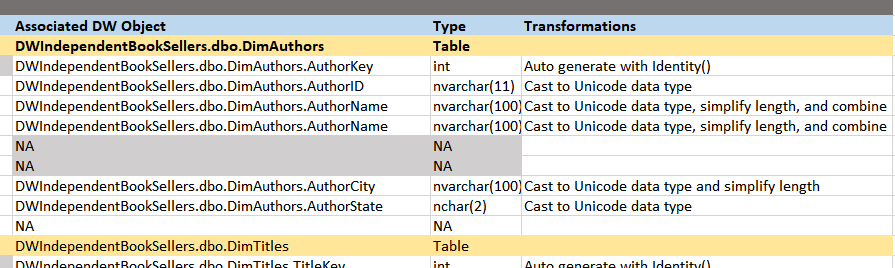 Associated DW Object Type Transformations
DWIndependentBookSellers.dbo.DimAuthors Table
DWIndependentBookSellers.dbo.DimAuthors.AuthorKey int Auto generate with Identity()
DWIndependentBookSellers.dbo.DimAuthors.AuthorID nvarchar(11) Cast to Unicode data type
DWIndependentBookSellers.dbo.DimAuthors.AuthorName nvarchar(100) Cast to Unicode data type, simplify length, and combine
DWIndependentBookSellers.dbo.DimAuthors.AuthorName nvarchar(100) Cast to Unicode data type, simplify length, and combine
NA NA
NA NA
DWIndependentBookSellers.dbo.DimAuthors.AuthorCity nvarchar(100) Cast to Unicode data type and simplify length
DWIndependentBookSellers.dbo.DimAuthors.AuthorState nchar(2) Cast to Unicode data type
NA NA
DWIndependentBookSellers.dbo.DimTitles Table
DWIndependentBookSellers.dbo.DimTitles.TitleKey int Auto generate with Identity()